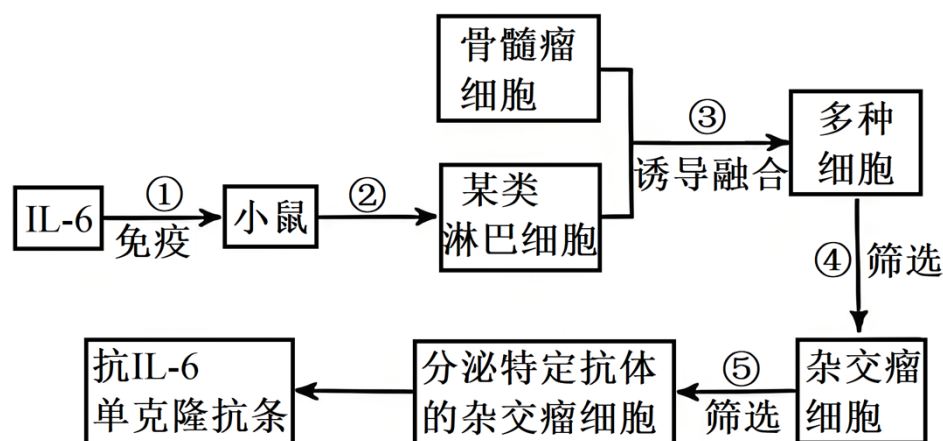 骨髓瘤
细胞
③
诱导融合
多种
细胞
IL-6
①
免疫
小鼠
②
某类
淋巴细胞
④ 筛选
抗IL-6
单克隆抗条
分泌特定抗体
的杂交瘤细胞
⑤
筛选
杂交瘤
细胞